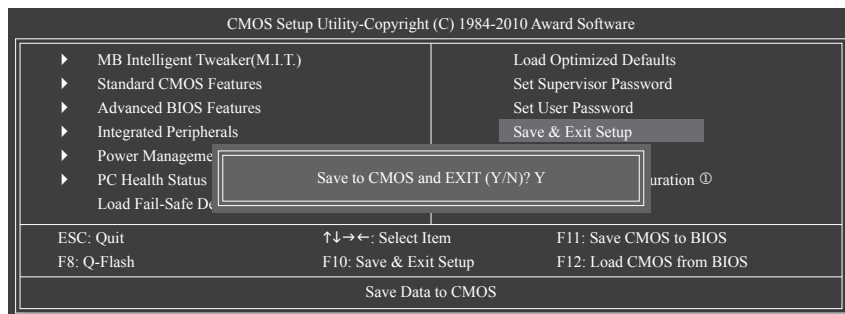 CMOS Setup Utility-Copyright (C) 1984-2010 Award Software
MB Intelligent Tweaker(M.I.T.)
Standard CMOS Features
Advanced BIOS Features
Integrated Peripherals
Power Manageme
PC Health Status
Load Fail-Safe De
Load Optimized Defaults
Set Supervisor Password
Set User Password
Save & Exit Setup
uration ①
Save to CMOS and EXIT (Y/N)? Y
ESC: Quit ↑↓→←: Select Item F11: Save CMOS to BIOS
F8: Q-Flash F10: Save & Exit Setup F12: Load CMOS from BIOS
Save Data to CMOS